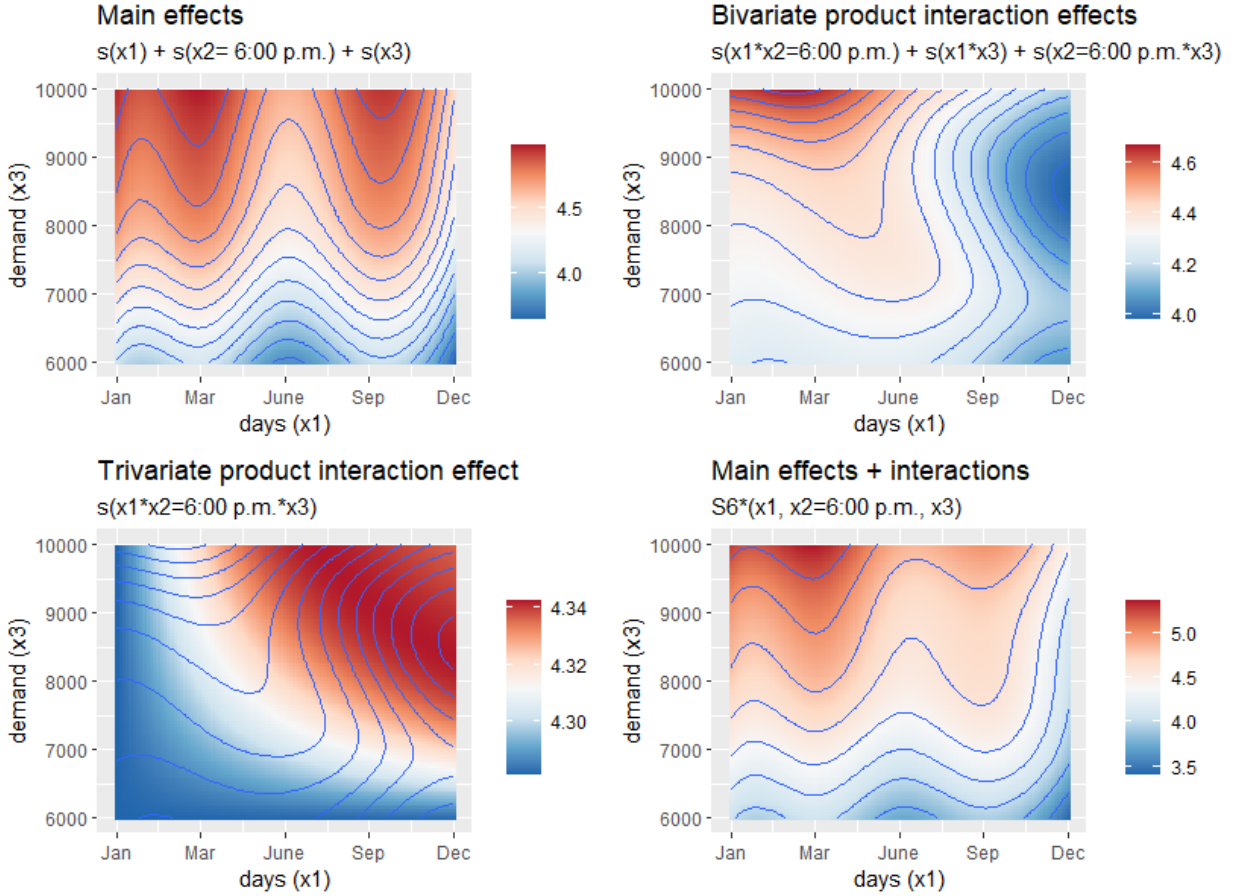 Main effects
s(x1) + s(x2= 6:00 p.m.) + s(x3)
10000
9000
8000
7000
6000
demand (x3)
Jan Mar June Sep Dec
days (x1)
4.5
4.0
Bivariate product interaction effects
s(x1*x2=6:00 p.m.) + s(x1*x3) + s(x2=6:00 p.m.*x3)
10000
9000
8000
7000
6000
demand (x3)
Jan Mar June Sep Dec
days (x1)
4.6
4.4
4.2
4.0
Trivariate product interaction effect
s(x1*x2=6:00 p.m.*x3)
10000
9000
8000
7000
6000
demand (x3)
Jan Mar June Sep Dec
days (x1)
4.34
4.32
4.30
Main effects + interactions
S6*(x1, x2=6:00 p.m., x3)
10000
9000
8000
7000
6000
demand (x3)
Jan Mar June Sep Dec
days (x1)
5.0
4.5
4.0
3.5